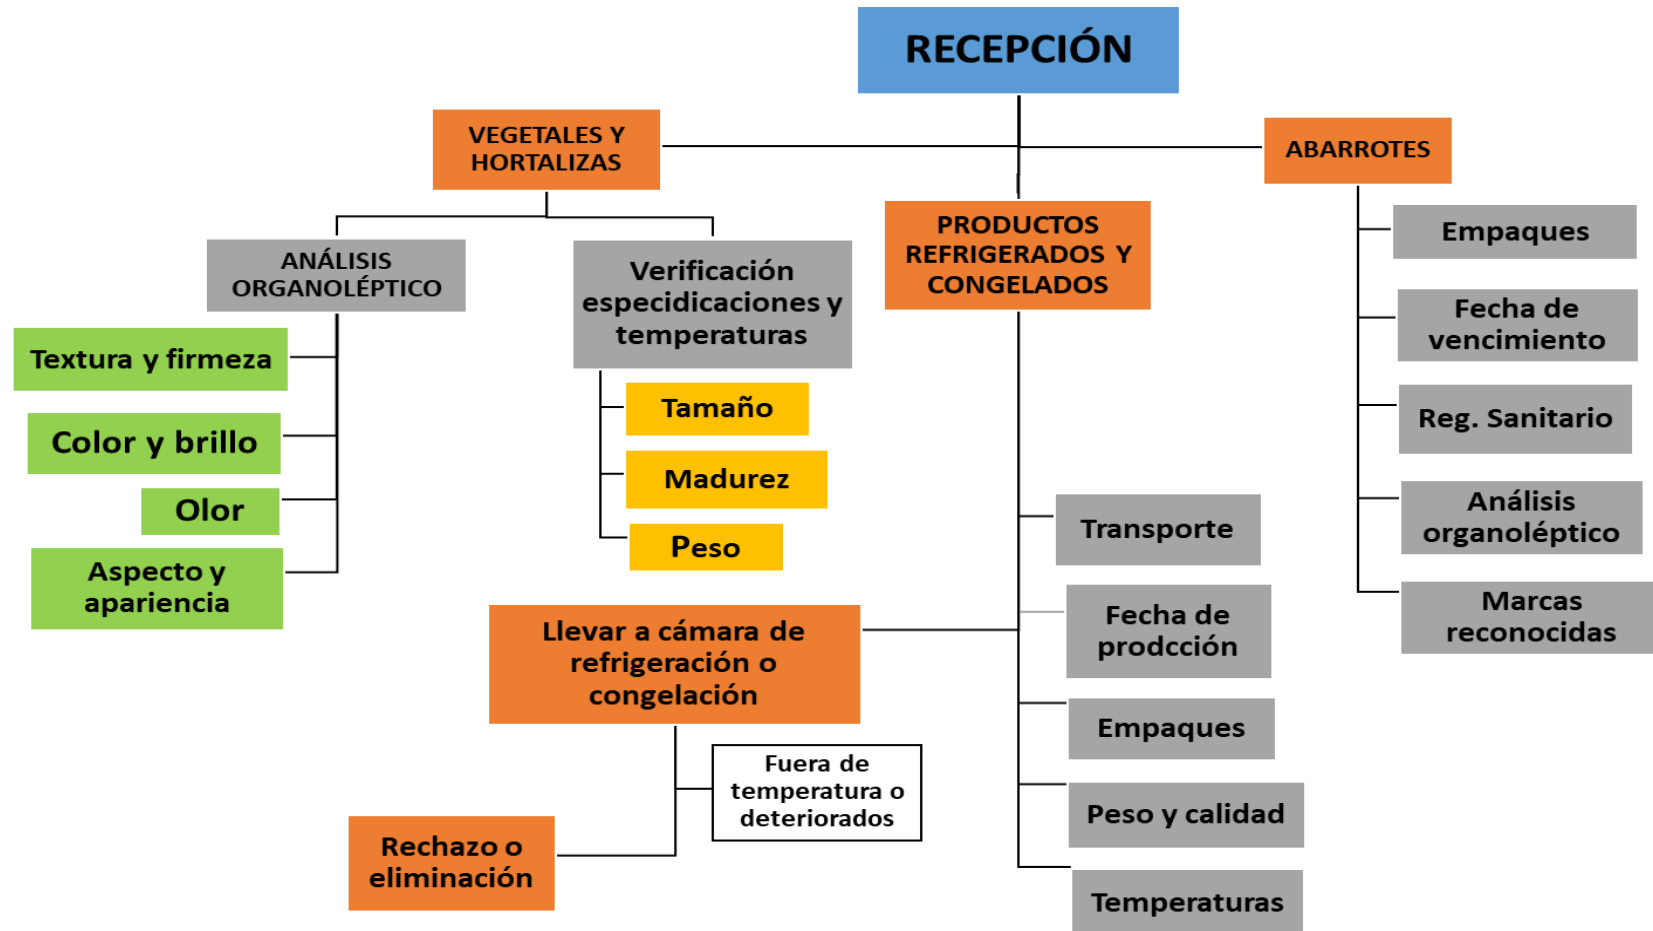 RECEPCIÓN
VEGETALES Y
HORTALIZAS
ABARROTES
PRODUCTOS
REFRIGERADOS Y
CONGELADOS
ANÁLISIS
ORGANOLÉPTICO
Verificación
especidicaciones y
temperaturas
Textura y firmeza
Color y brillo
Olor
Aspecto y
apariencia
Tamaño
Madurez
Peso
Empaques
Fecha de
vencimiento
Reg. Sanitario
Análisis
organoléptico
Marcas
reconocidas
Transporte
Fecha de
prodcción
Empaques
Peso y calidad
Temperaturas
Llevar a cámara de
refrigeración o
congelación
Fuera de
temperatura o
deteriorados
Rechazo o
eliminación